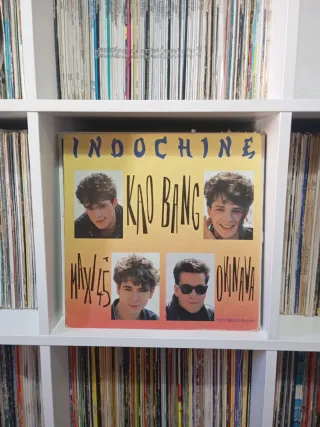 INDOCHINE
KAO BANG
MAXI 45
OKINAWA